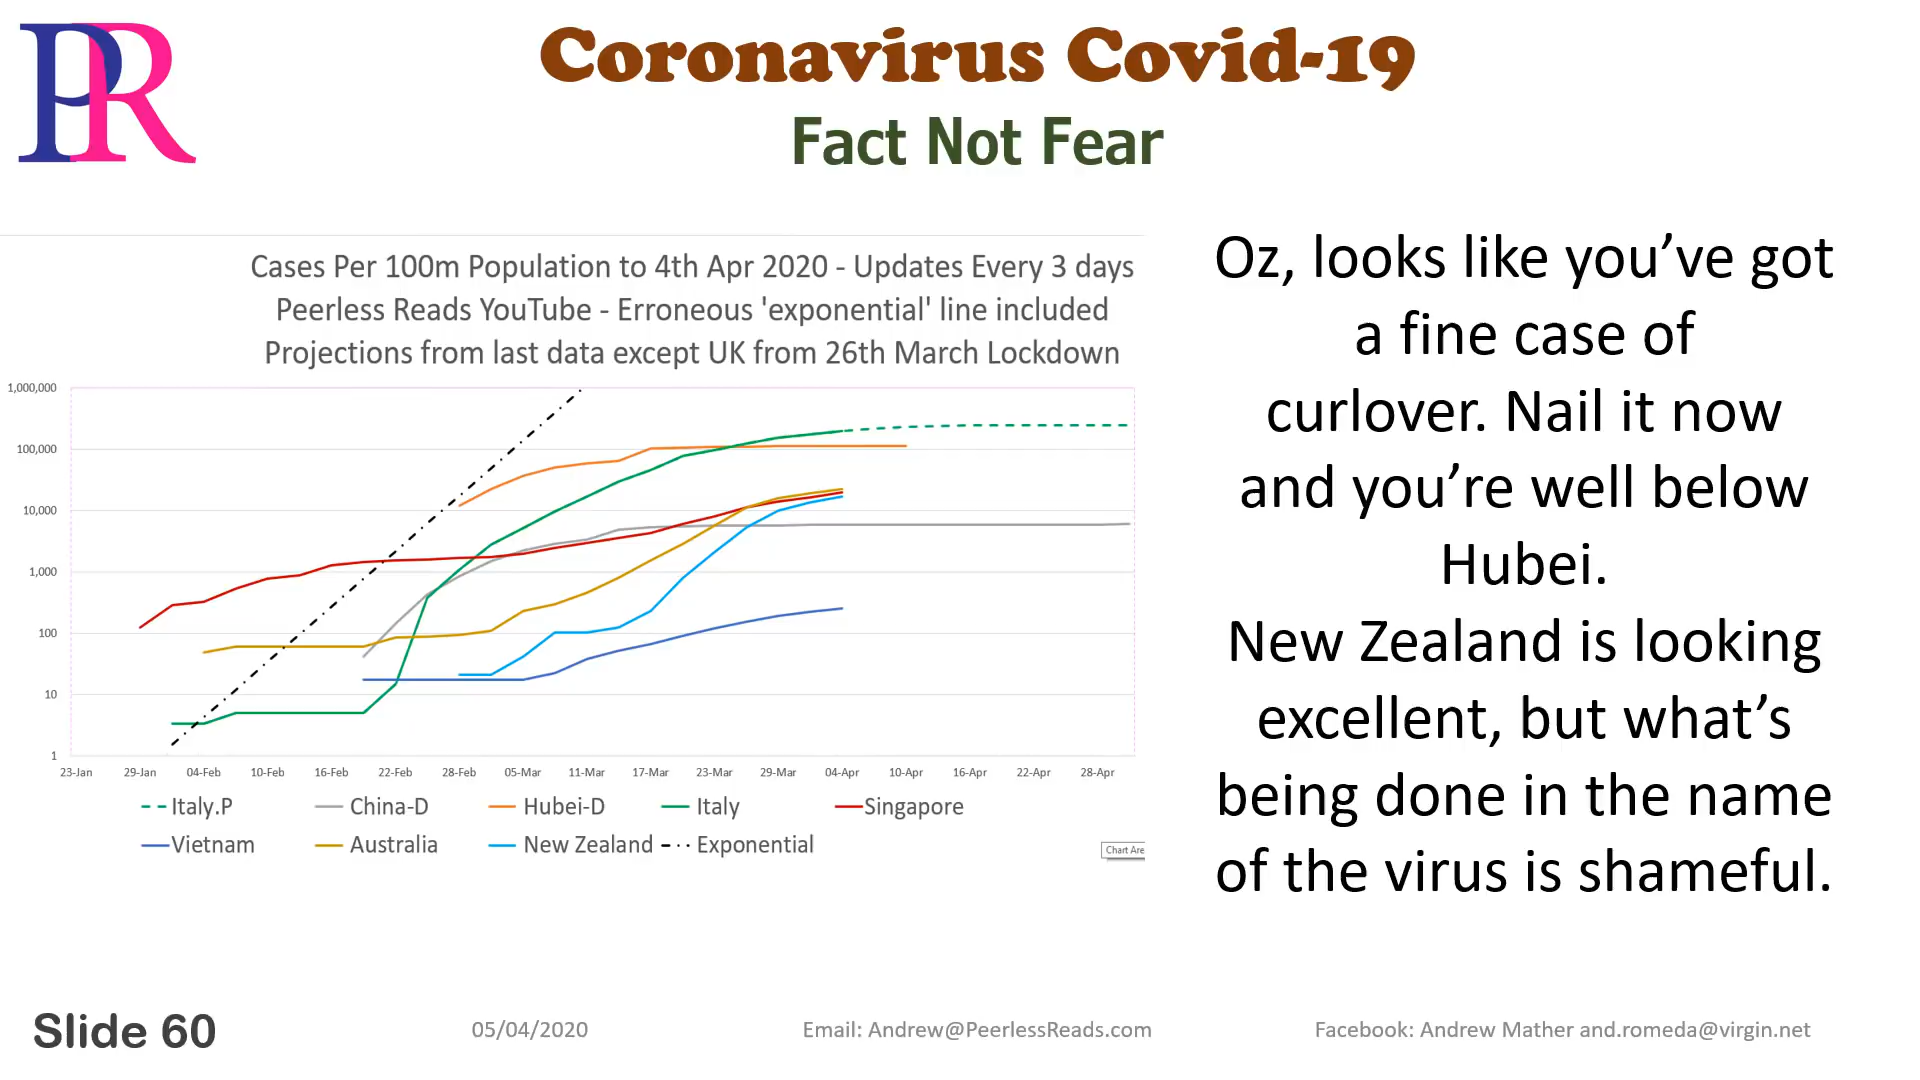 PR
Coronavirus Covid-19
Fact Not Fear
Cases Per 100m Population to 4th Apr 2020 - Updates Every 3 days
Peerless Reads YouTube - Erroneous 'exponential' line included
Projections from last data except UK from 26th March Lockdown
1,000,000
100,000
10,000
1,000
100
10
1
23-Jan 29-Jan 04-Feb 10-Feb 16-Feb 22-Feb 28-Feb 05-Mar 11-Mar 17-Mar 23-Mar 29-Mar 04-Apr 10-Apr 16-Apr 22-Apr 28-Apr
Italy.P China-D Hubei-D Italy Singapore
Vietnam Australia New Zealand Exponential
Chart Are
Oz, looks like you’ve got
a fine case of
curlover. Nail it now
and you’re well below
Hubei.
New Zealand is looking
excellent, but what’s
being done in the name
of the virus is shameful.
Slide 60
05/04/2020
Email: Andrew@PeerlessReads.com
Facebook: Andrew Mather and.romeda@virgin.net